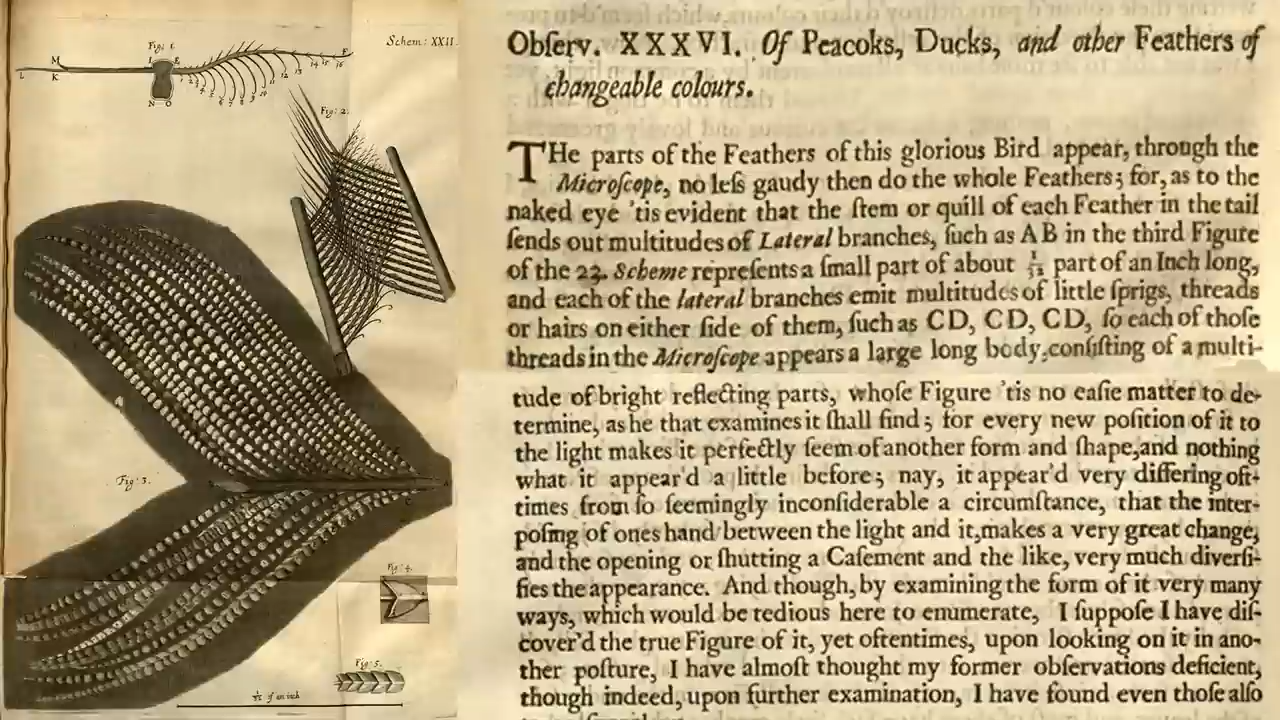 Schem: XXII.
Fig: 1.
L M K I E F N O
Fig: 2.
Fig: 3.
Fig: 4.
Fig: 5.
1/32 of an inch
Obſerv. XXXVI. Of Peacoks, Ducks, and other Feathers of
changeable colours.
THe parts of the Feathers of this glorious Bird appear, through the
Microſcope, no leſs gaudy then do the whole Feathers; for, as to the
naked eye 'tis evident that the ſtem or quill of each Feather in the tail
ſends out multitudes of Lateral branches, ſuch as A B in the third Figure
of the 23. Scheme repreſents a ſmall part of about 1/32 part of an Inch long,
and each of the lateral branches emit multitudes of little ſprigs, threads
or hairs on either ſide of them, ſuch as CD, CD, CD, ſo each of thoſe
threads in the Microſcope appears a large long body, conſiſting of a multi-
tude of bright reflecting parts, whoſe Figure 'tis no eaſie matter to de-
termine, as he that examines it ſhall find; for every new poſition of it to
the light makes it perfectly ſeem of another form and ſhape, and nothing
what it appear'd a little before; nay, it appear'd very differing oft-
times from ſo ſeemingly inconſiderable a circumſtance, that the inter-
poſing of ones hand between the light and it, makes a very great change,
and the opening or ſhutting a Caſement and the like, very much diverſi-
fies the appearance. And though, by examining the form of it very many
ways, which would be tedious here to enumerate, I ſuppoſe I have diſ-
cover'd the true Figure of it, yet oftentimes, upon looking on it in ano-
ther poſture, I have almoſt thought my former obſervations deficient,
though indeed, upon further examination, I have found even thoſe alſo